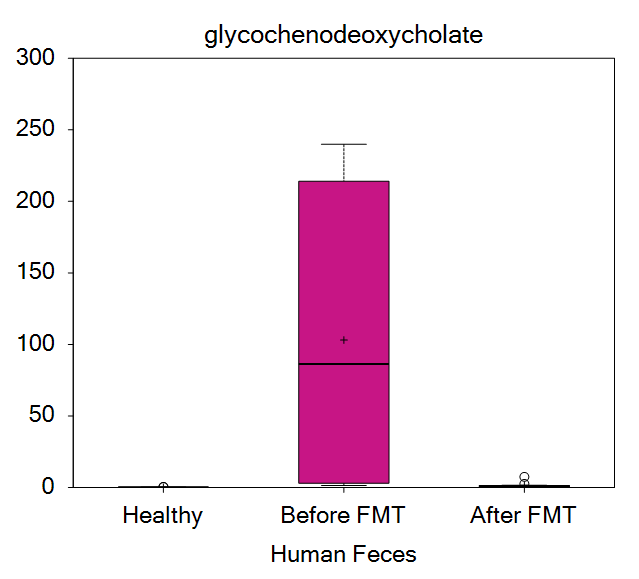 glycochenodeoxycholate
300
250
200
150
100
50
0
Healthy
Before FMT
After FMT
Human Feces